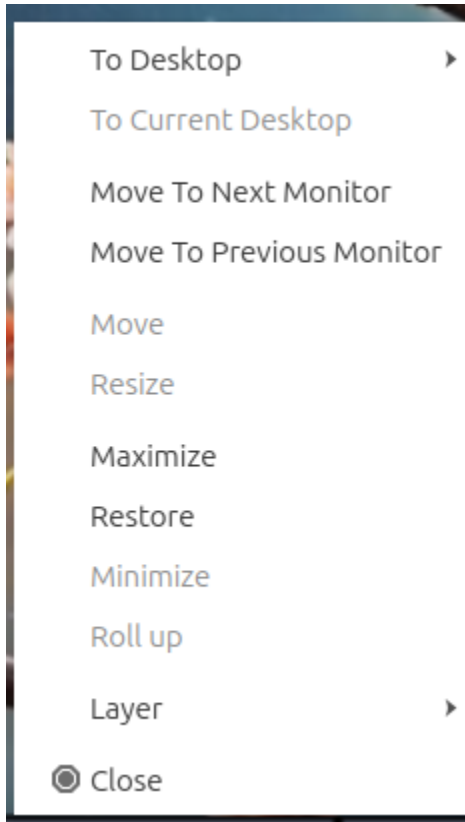 To Desktop
To Current Desktop
Move To Next Monitor
Move To Previous Monitor
Move
Resize
Maximize
Restore
Minimize
Roll up
Layer
Close